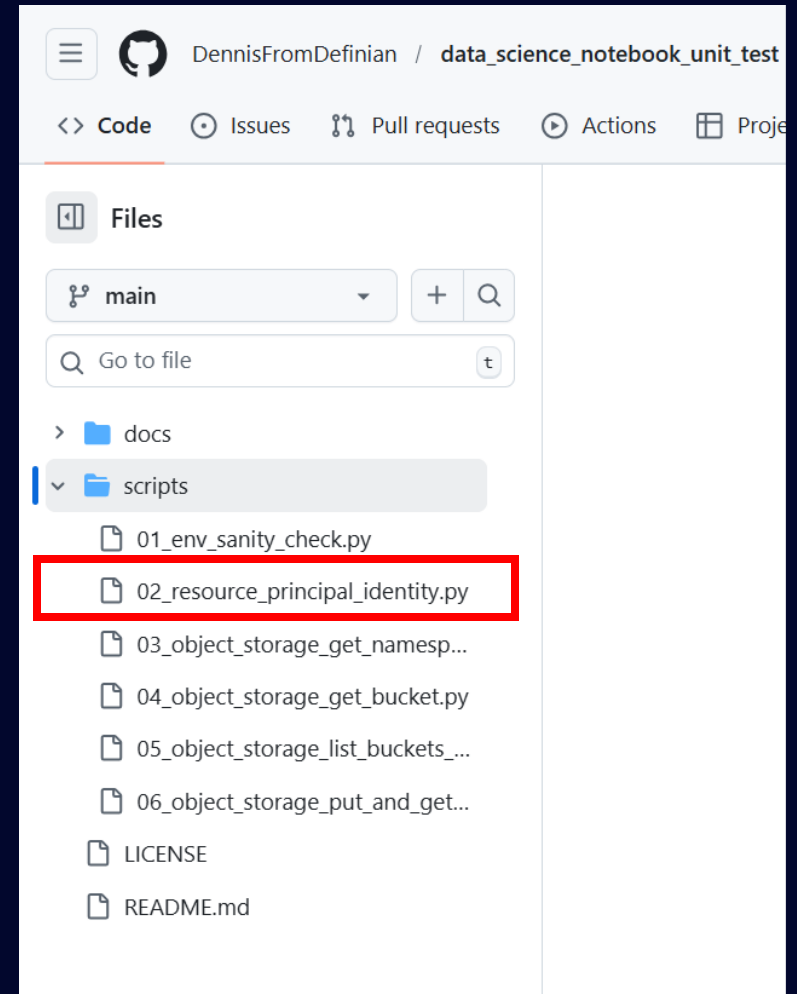 DennisFromDefinian / data_science_notebook_unit_test
Code Issues Pull requests Actions Proje
Files
main
Go to file t
docs
scripts
01_env_sanity_check.py
02_resource_principal_identity.py
03_object_storage_get_namesp...
04_object_storage_get_bucket.py
05_object_storage_list_buckets_...
06_object_storage_put_and_get...
LICENSE
README.md